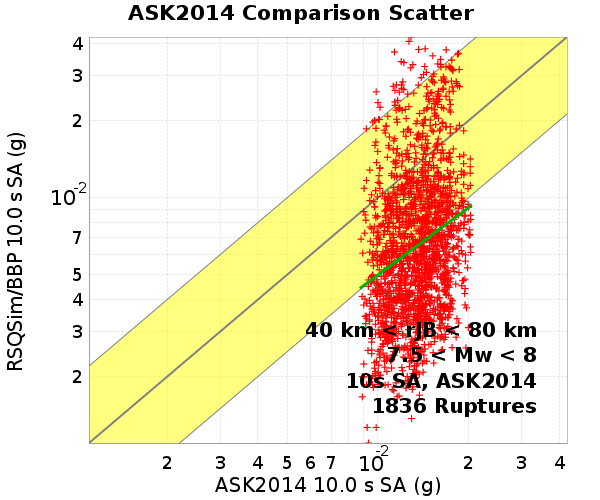 ASK2014 Comparison Scatter
RSQSim/BBP 10.0 s SA (g)
4
3
2
10-2
7
5
4
3
2
40 km < rJB < 80 km
7.5 < Mw < 8
10s SA, ASK2014
1836 Ruptures
2 3 4 5 6 7 10-2 2 3 4
ASK2014 10.0 s SA (g)